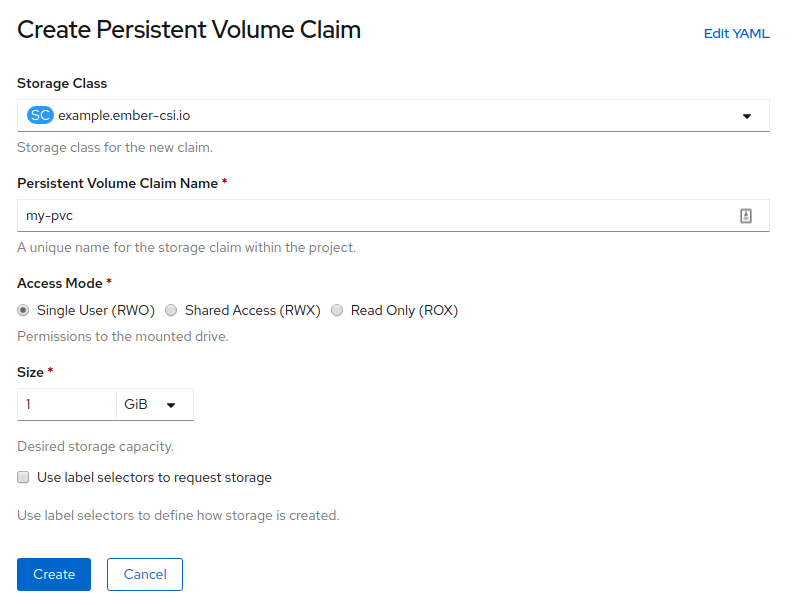 Create Persistent Volume Claim
Edit YAML
Storage Class
SC example.ember-csi.io
Storage class for the new claim.
Persistent Volume Claim Name *
my-pvc
A unique name for the storage claim within the project.
Access Mode *
Single User (RWO) Shared Access (RWX) Read Only (ROX)
Permissions to the mounted drive.
Size *
1 GiB
Desired storage capacity.
Use label selectors to request storage
Use label selectors to define how storage is created.
Create Cancel